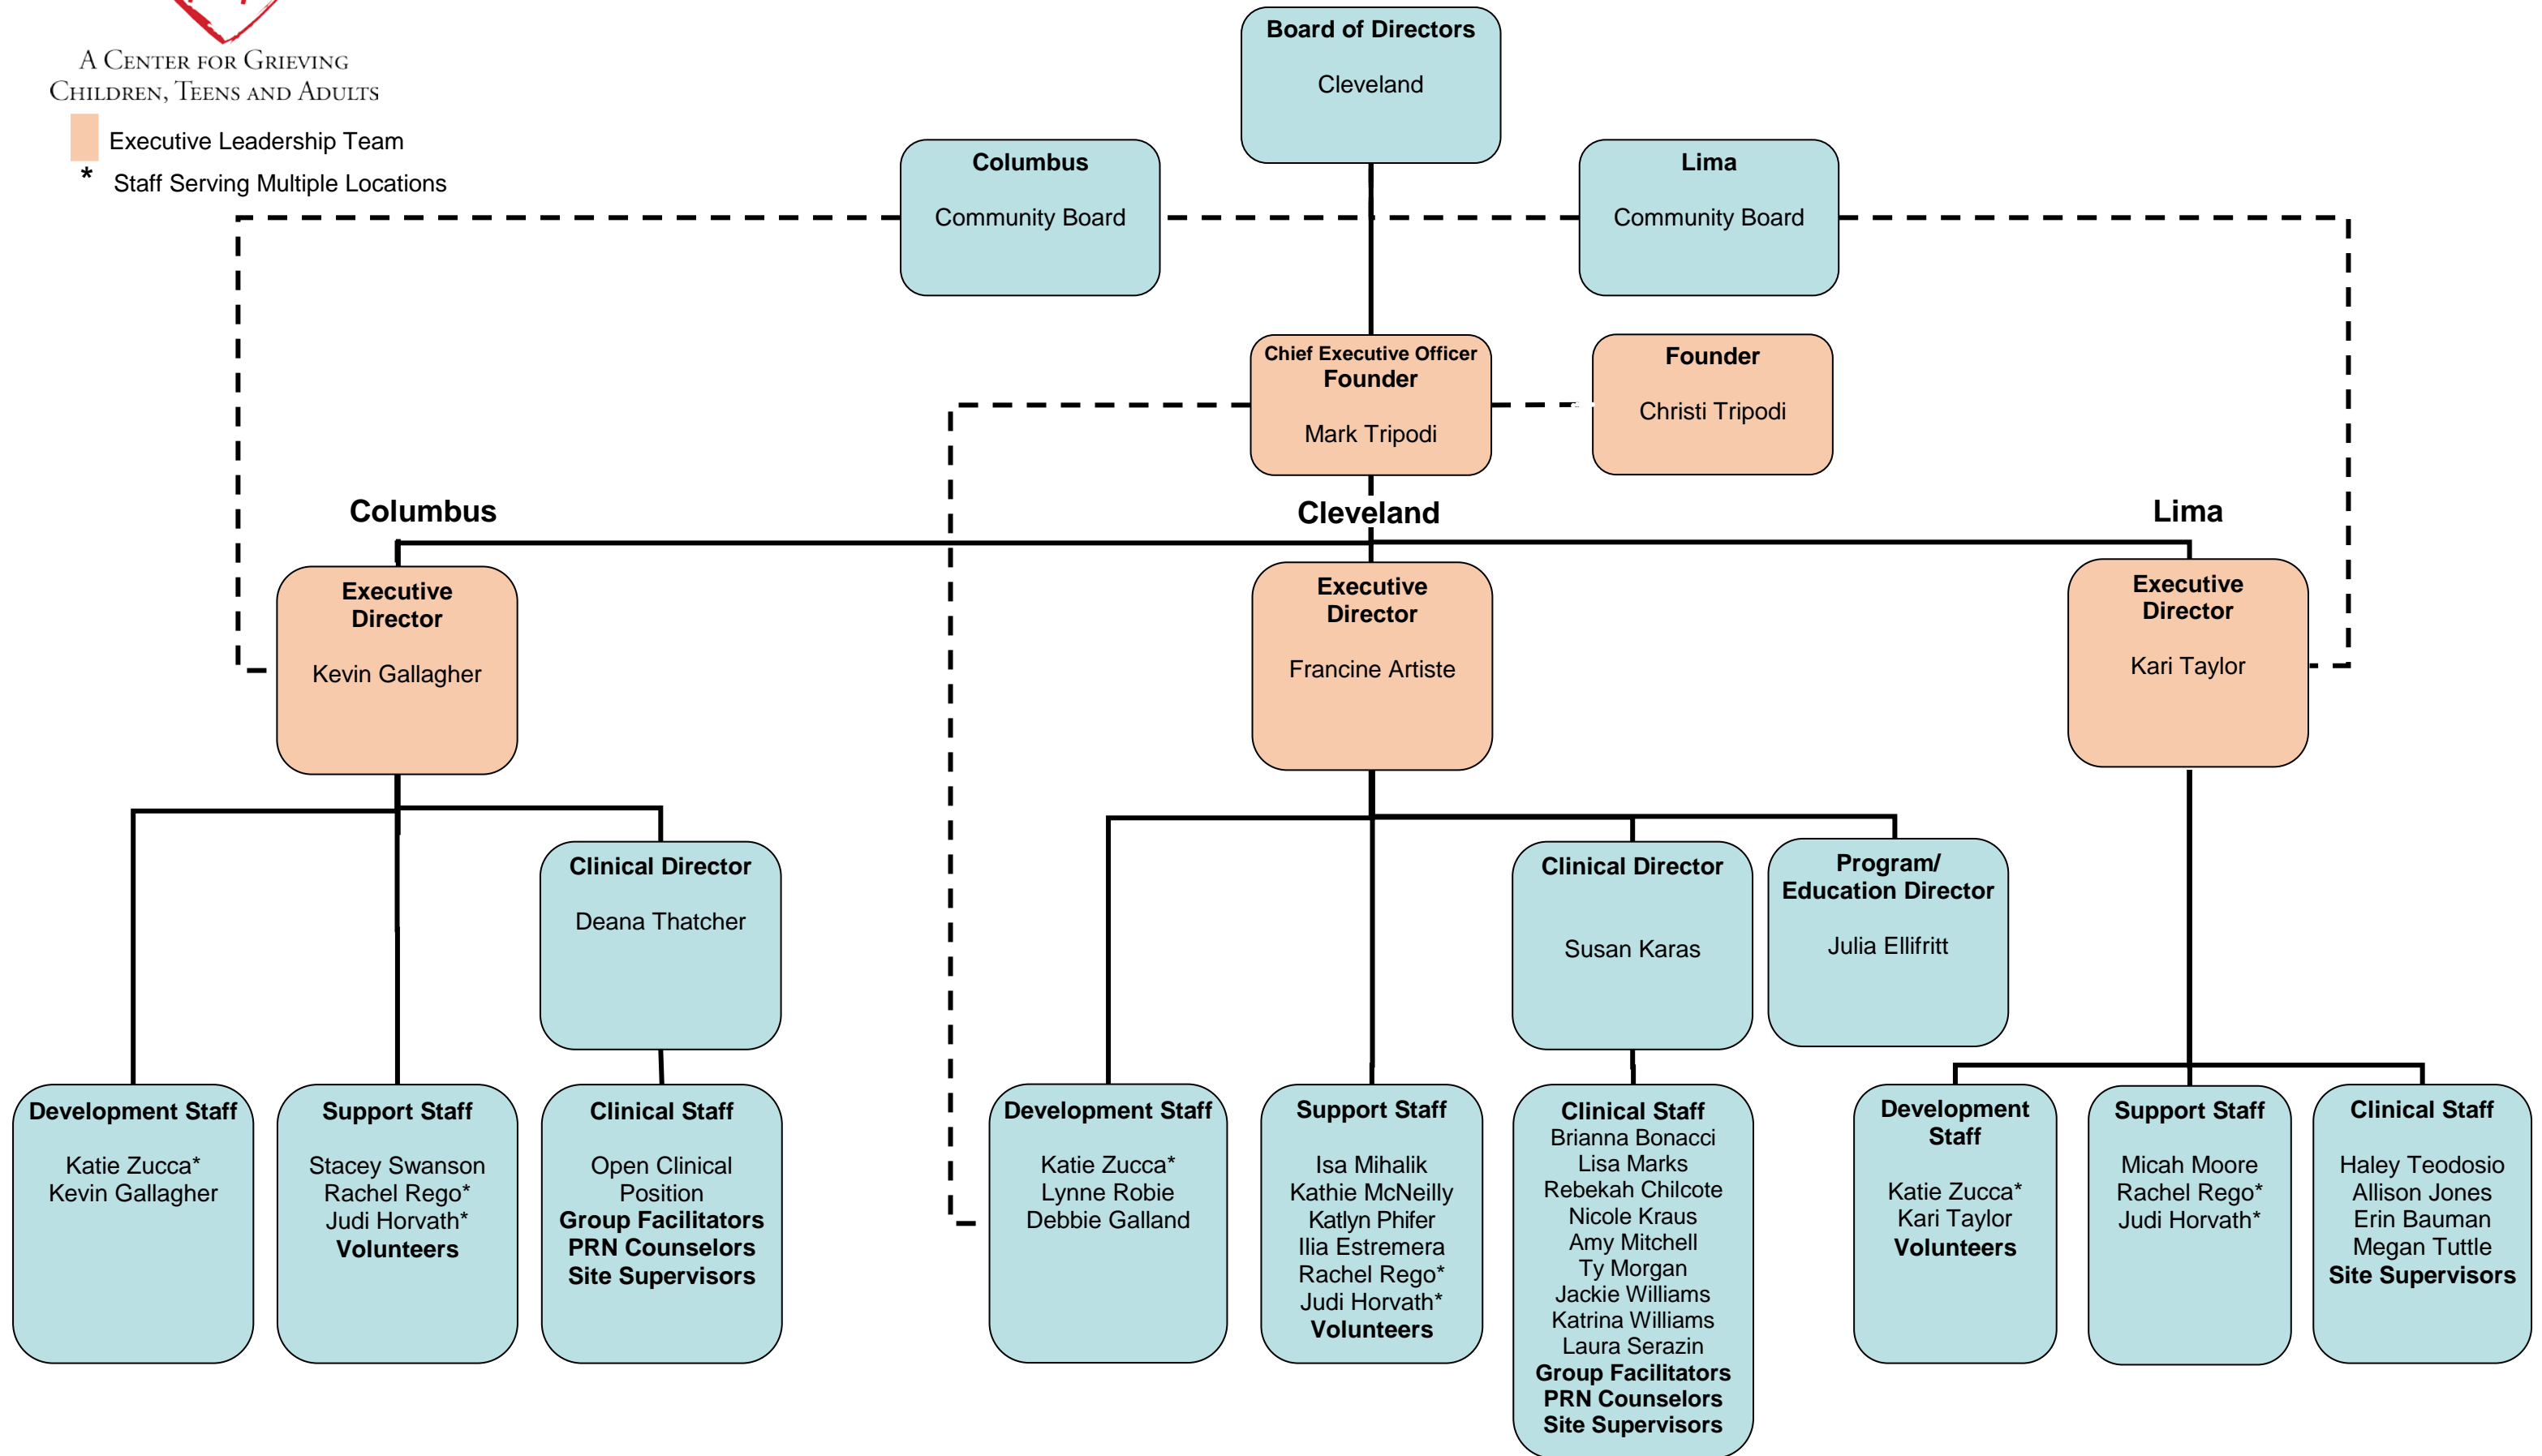 A Center for Grieving
Children, Teens and Adults
Executive Leadership Team
* Staff Serving Multiple Locations
Board of Directors
Cleveland
Columbus
Community Board
Lima
Community Board
Chief Executive Officer
Founder
Mark Tripodi
Founder
Christi Tripodi
Columbus
Cleveland
Lima
Executive
Director
Kevin Gallagher
Executive
Director
Francine Artiste
Executive
Director
Kari Taylor
Clinical Director
Deana Thatcher
Clinical Director
Susan Karas
Program/
Education Director
Julia Ellifritt
Development Staff
Katie Zucca*
Kevin Gallagher
Support Staff
Stacey Swanson
Rachel Rego*
Judi Horvath*
Volunteers
Clinical Staff
Open Clinical
Position
Group Facilitators
PRN Counselors
Site Supervisors
Development Staff
Katie Zucca*
Lynne Robie
Debbie Galland
Support Staff
Isa Mihalik
Kathie McNeilly
Katlyn Phifer
Ilia Estremera
Rachel Rego*
Judi Horvath*
Volunteers
Clinical Staff
Brianna Bonacci
Lisa Marks
Rebekah Chilcote
Nicole Kraus
Amy Mitchell
Ty Morgan
Jackie Williams
Katrina Williams
Laura Serazin
Group Facilitators
PRN Counselors
Site Supervisors
Development
Staff
Katie Zucca*
Kari Taylor
Volunteers
Support Staff
Micah Moore
Rachel Rego*
Judi Horvath*
Clinical Staff
Haley Teodosio
Allison Jones
Erin Bauman
Megan Tuttle
Site Supervisors